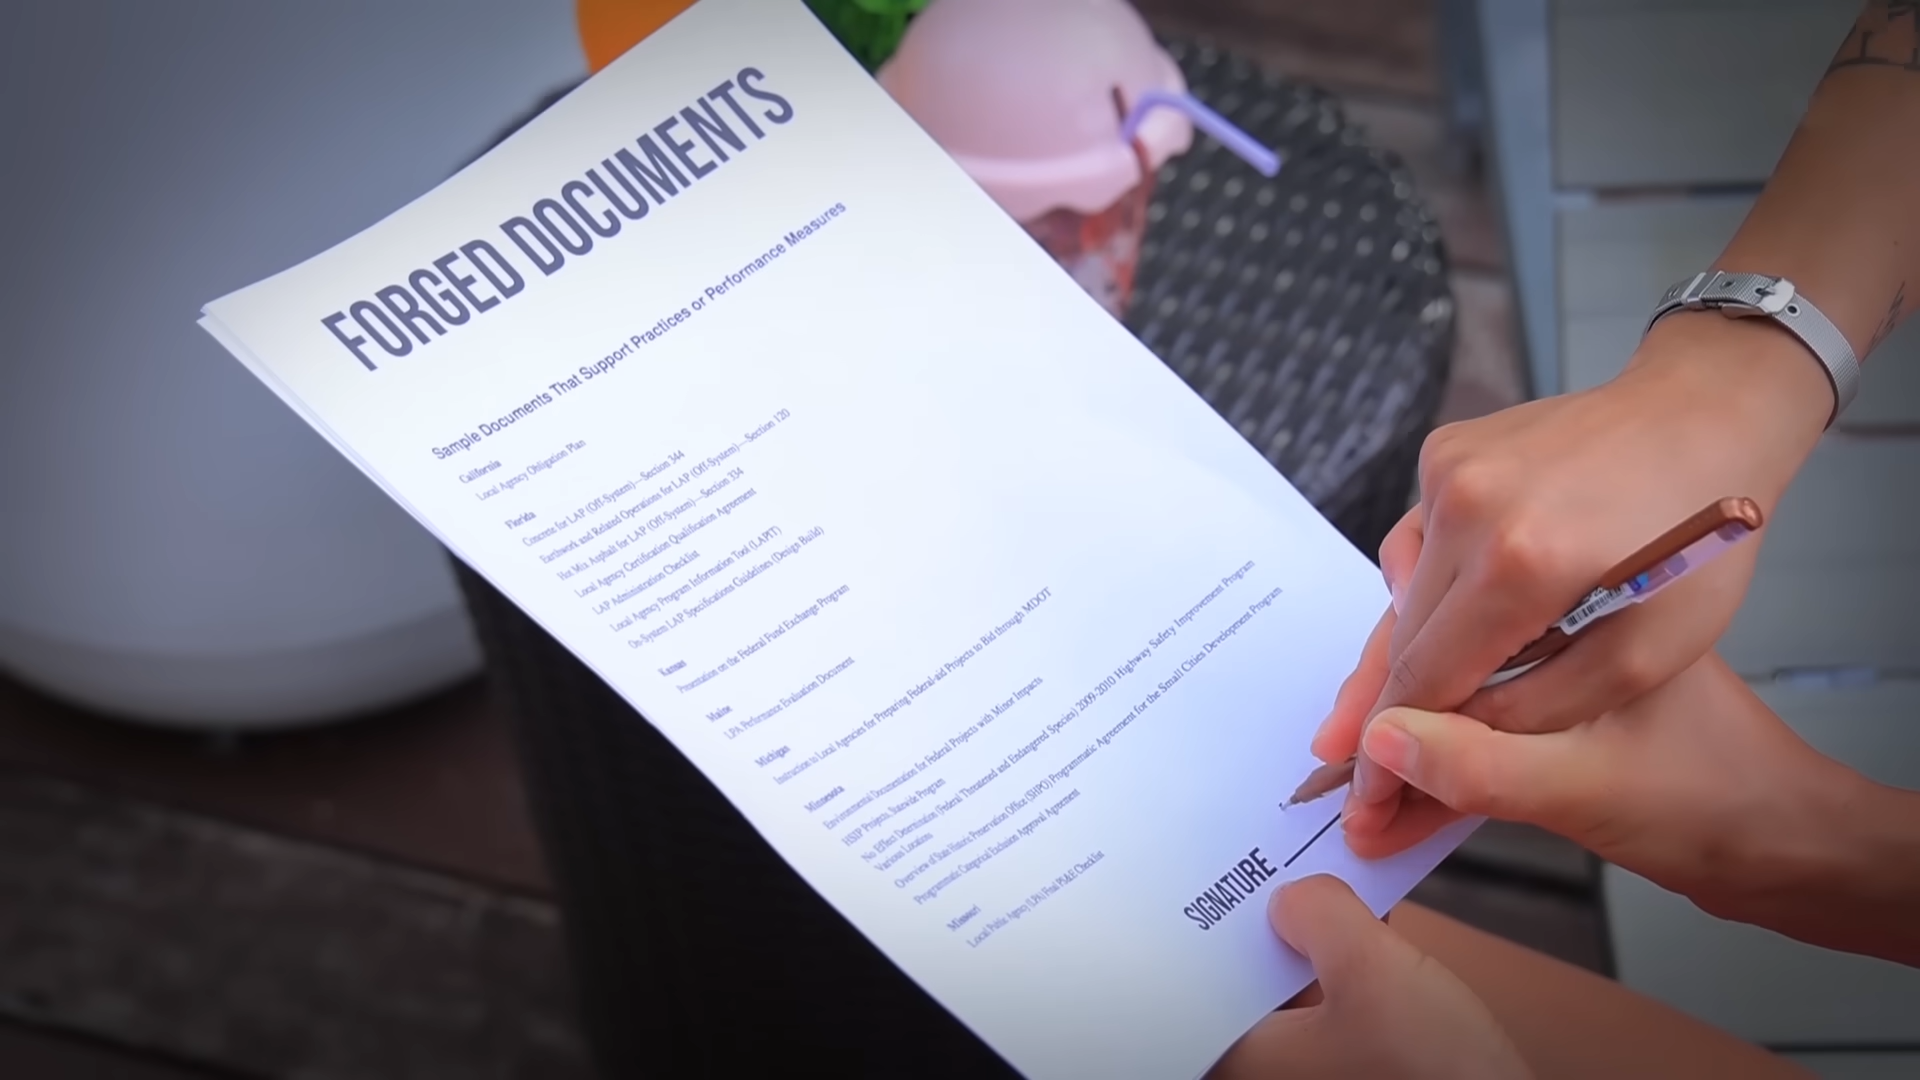 FORGED DOCUMENTS
Sample Documents That Support Practices or Performance Measures
California
Local Agency Obligation Plan
Florida
Concrete for LAP (Off-System)—Section 344
Earthwork and Related Operations for LAP (Off-System)—Section 120
Hot Mix Asphalt for LAP (Off-System)—Section 334
Local Agency Certification Qualification Agreement
LAP Administration Checklist
Local Agency Program Information Tool (LAPIT)
On-System LAP Specifications Guidelines (Design Build)
Kansas
Presentation on the Federal Fund Exchange Program
Maine
LPA Performance Evaluation Document
Michigan
Instruction to Local Agencies for Preparing Federal-aid Projects to Bid through MDOT
Minnesota
Environmental Documentation for Federal Projects with Minor Impacts
HSIP Projects, Statewide Program
No Effect Determination (Federal Threatened and Endangered Species) 2009-2010 Highway Safety Improvement Program
Various Locations
Overview of State Historic Preservation Office (SHPO) Programmatic Agreement for the Small Cities Development Program
Programmatic Categorical Exclusion Approval Agreement
Missouri
Local Public Agency (LPA) Final PS&E Checklist
SIGNATURE